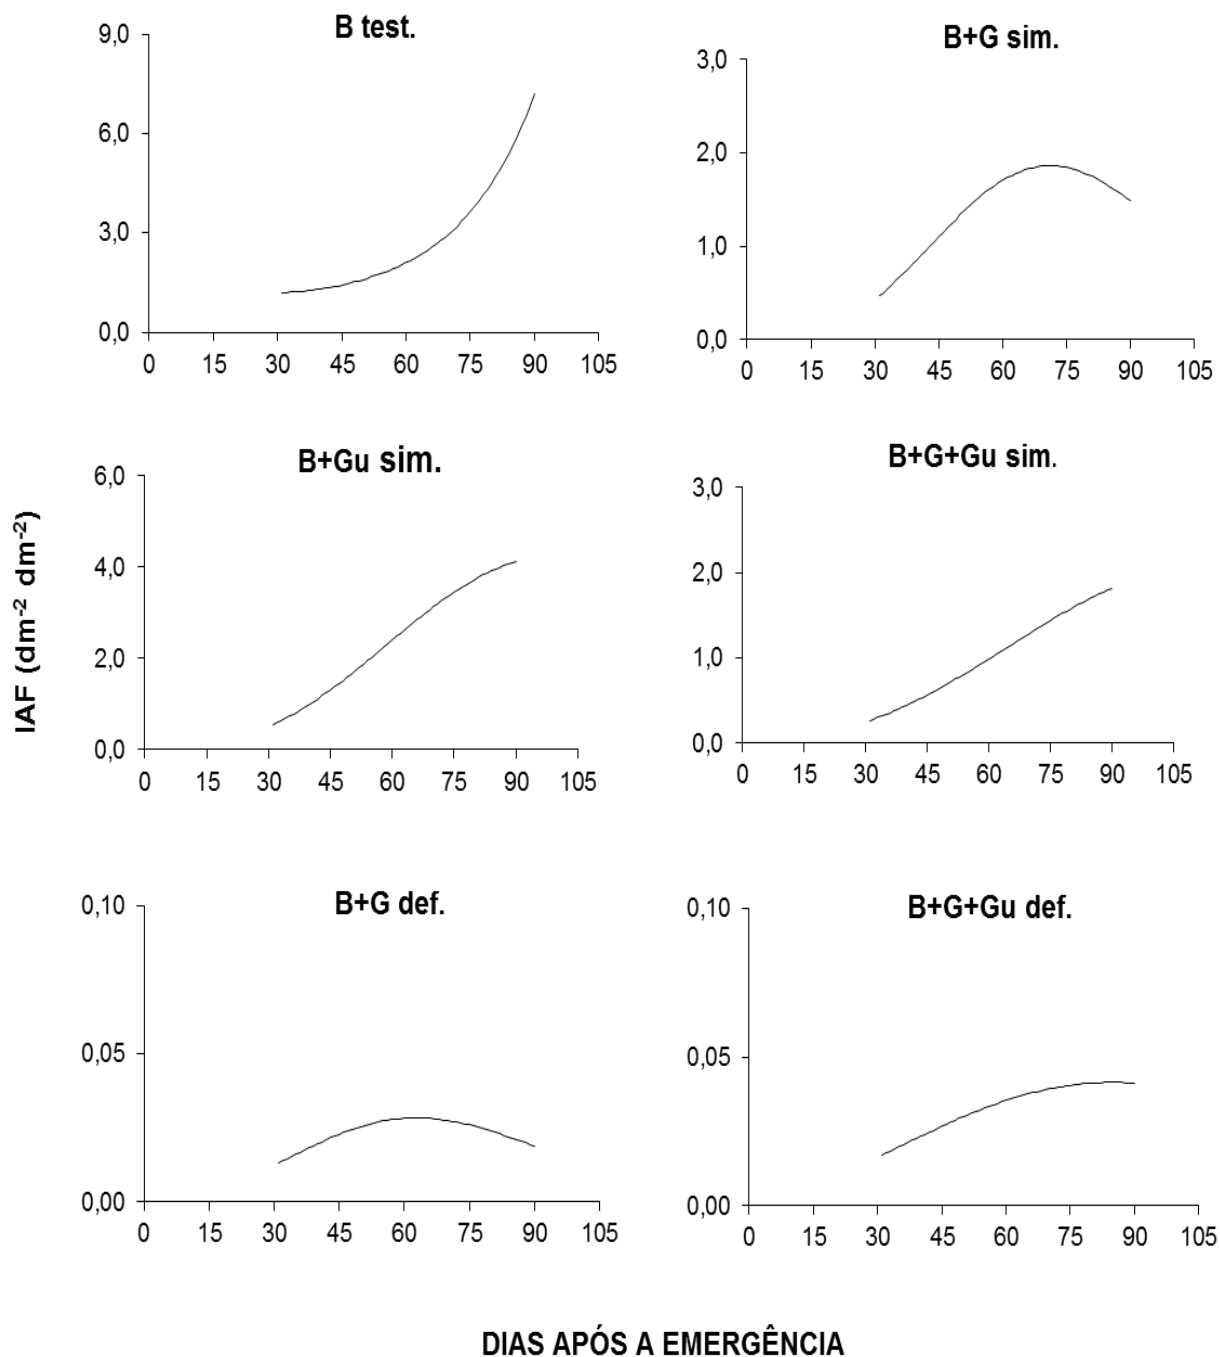 B test.
9,0
6,0
3,0
0,0
0 15 30 45 60 75 90 105
B+G sim.
3,0
2,0
1,0
0,0
0 15 30 45 60 75 90 105
IAF (dm-2 dm-2)
B+Gu sim.
6,0
4,0
2,0
0,0
0 15 30 45 60 75 90 105
B+G+Gu sim.
3,0
2,0
1,0
0,0
0 15 30 45 60 75 90 105
B+G def.
0,10
0,05
0,00
0 15 30 45 60 75 90 105
B+G+Gu def.
0,10
0,05
0,00
0 15 30 45 60 75 90 105
DIAS APÓS A EMERGÊNCIA